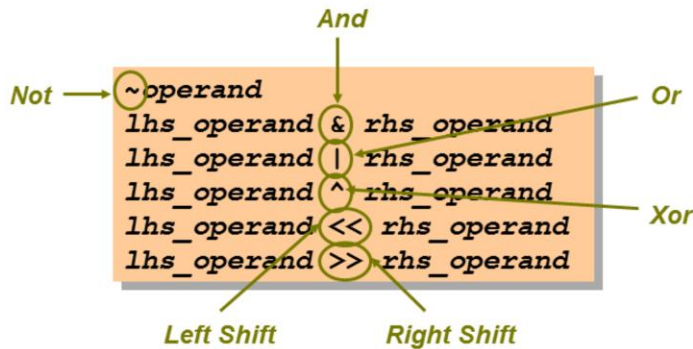 And
Not
~operand
Or
lhs_operand & rhs_operand
lhs_operand | rhs_operand
lhs_operand ^ rhs_operand
Xor
lhs_operand << rhs_operand
lhs_operand >> rhs_operand
Left Shift
Right Shift